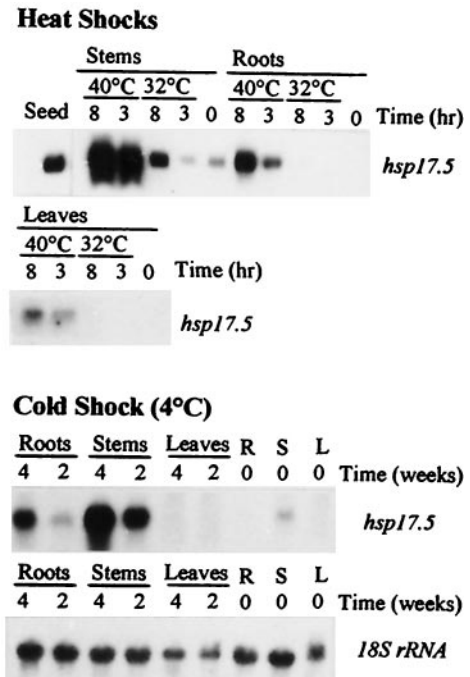 Heat Shocks
Stems Roots
40°C 32°C 40°C 32°C
Seed 8 3 8 3 0 8 3 8 3 0 Time (hr)
hsp17.5
Leaves
40°C 32°C
8 3 8 3 0 Time (hr)
hsp17.5
Cold Shock (4°C)
Roots Stems Leaves R S L
4 2 4 2 4 2 0 0 0 Time (weeks)
hsp17.5
Roots Stems Leaves R S L
4 2 4 2 4 2 0 0 0 Time (weeks)
18S rRNA